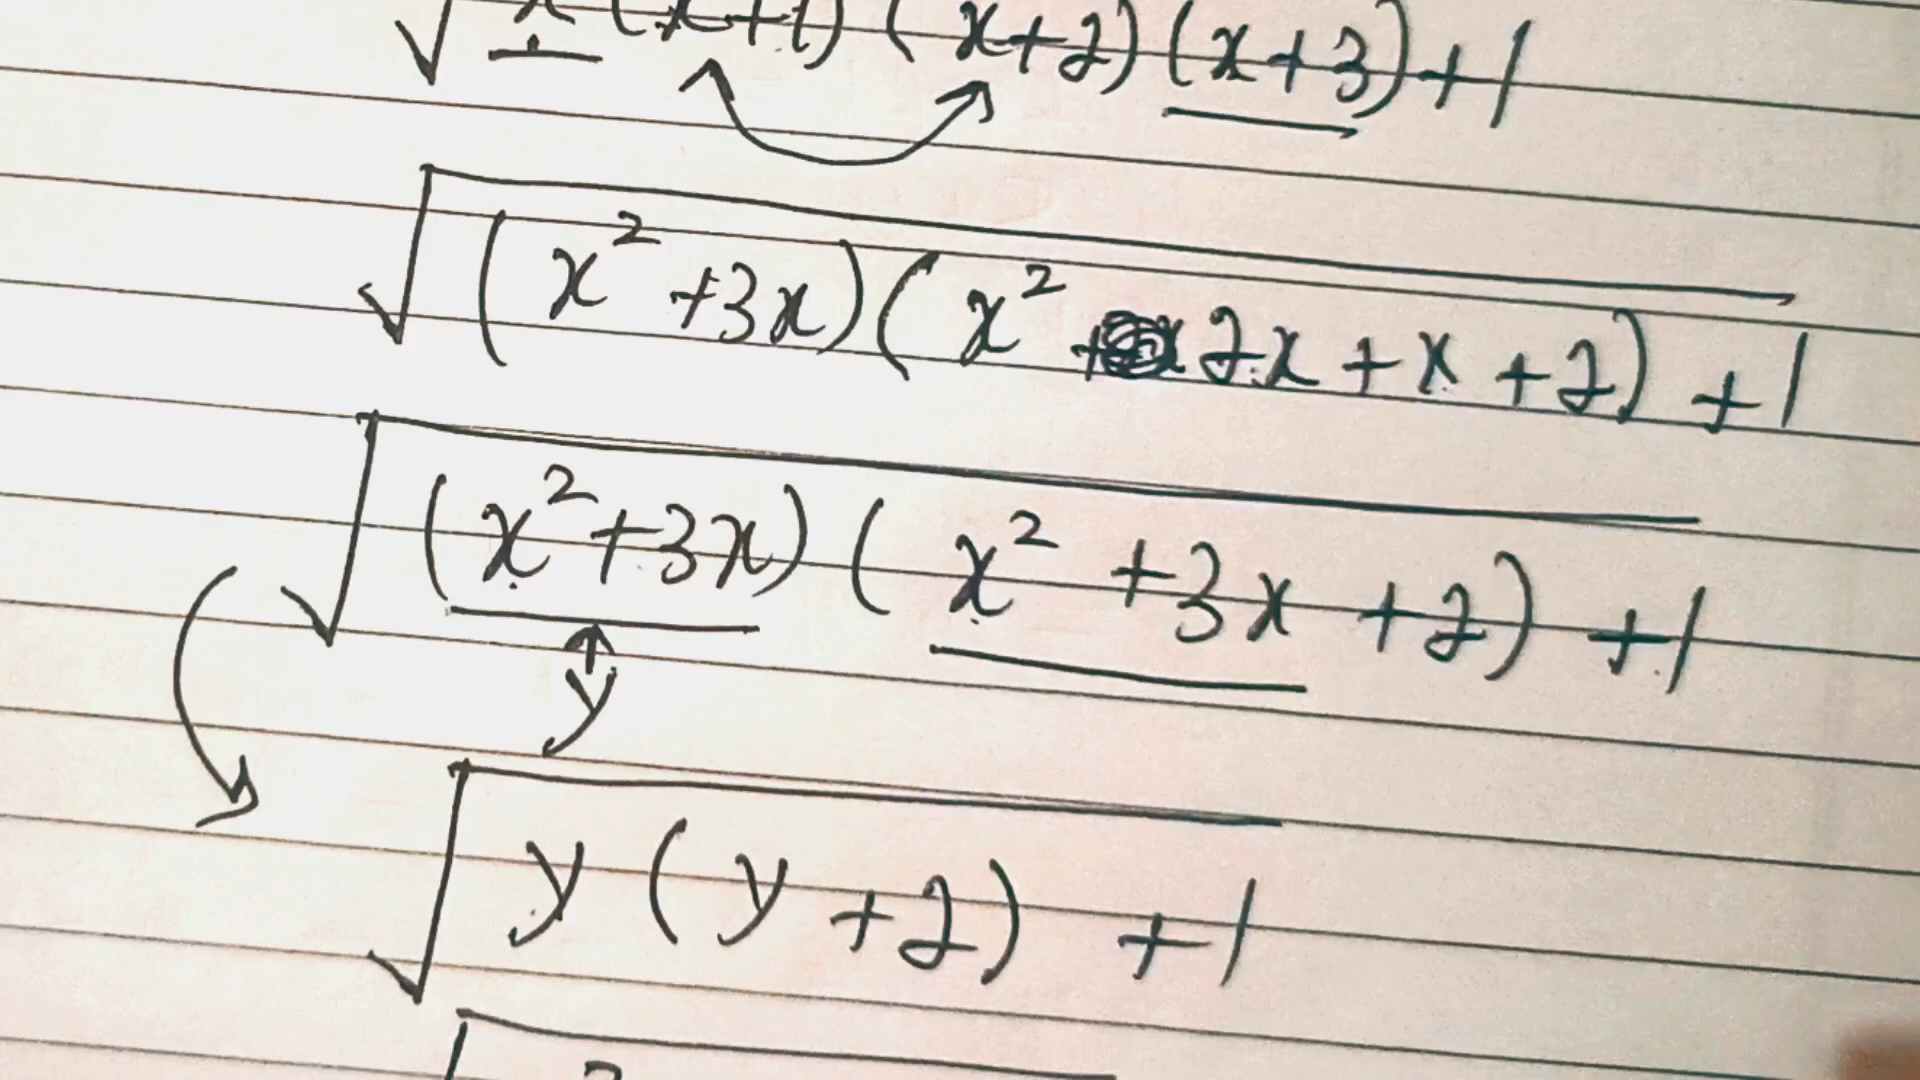 √x(x+1)(x+2)(x+3)+1
√(x²+3x)(x²+2x+x+2)+1
√(x²+3x)(x²+3x+2)+1
y
√y(y+2)+1